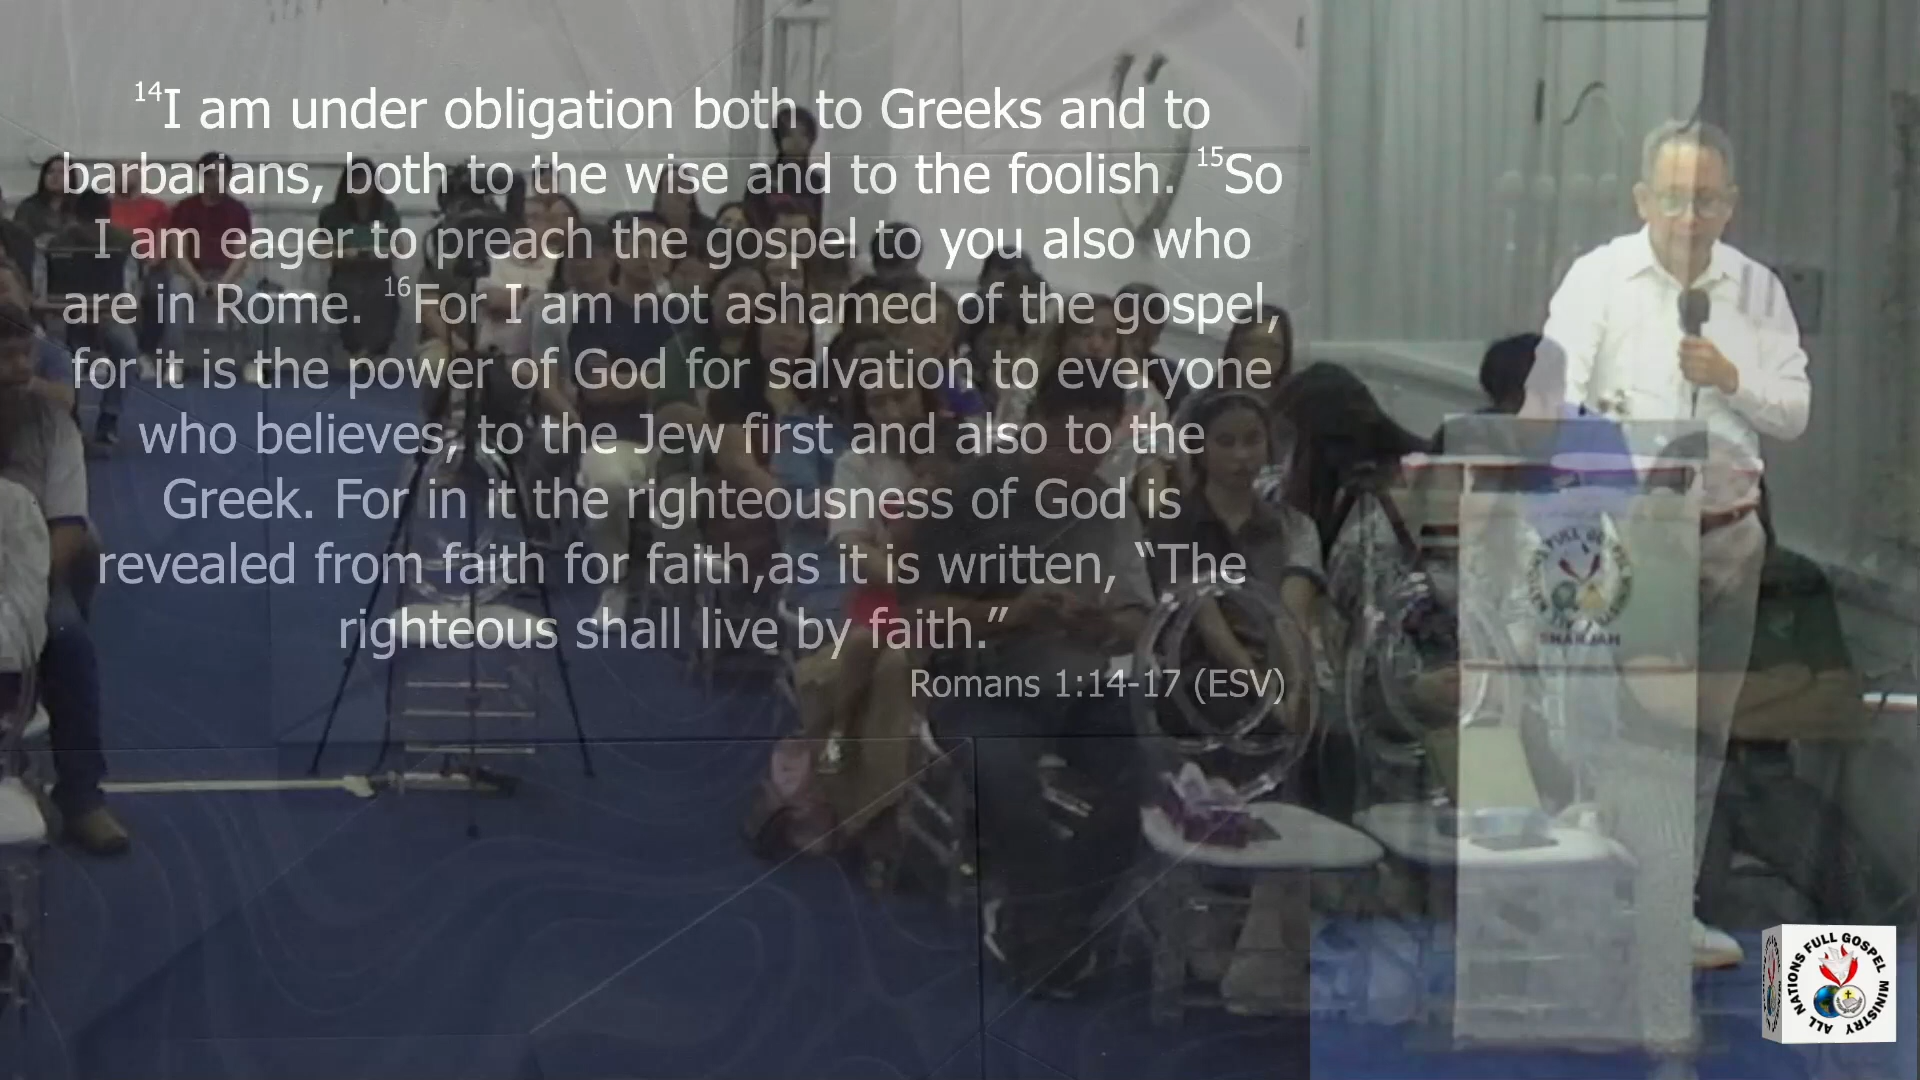 ¹⁴I am under obligation both to Greeks and to
barbarians, both to the wise and to the foolish. ¹⁵So
I am eager to preach the gospel to you also who
are in Rome. ¹⁶For I am not ashamed of the gospel,
for it is the power of God for salvation to everyone
who believes, to the Jew first and also to the
Greek. For in it the righteousness of God is
revealed from faith for faith,as it is written, “The
righteous shall live by faith.”
Romans 1:14-17 (ESV)
SHARJAH
ALL NATIONS FULL GOSPEL MINISTRY